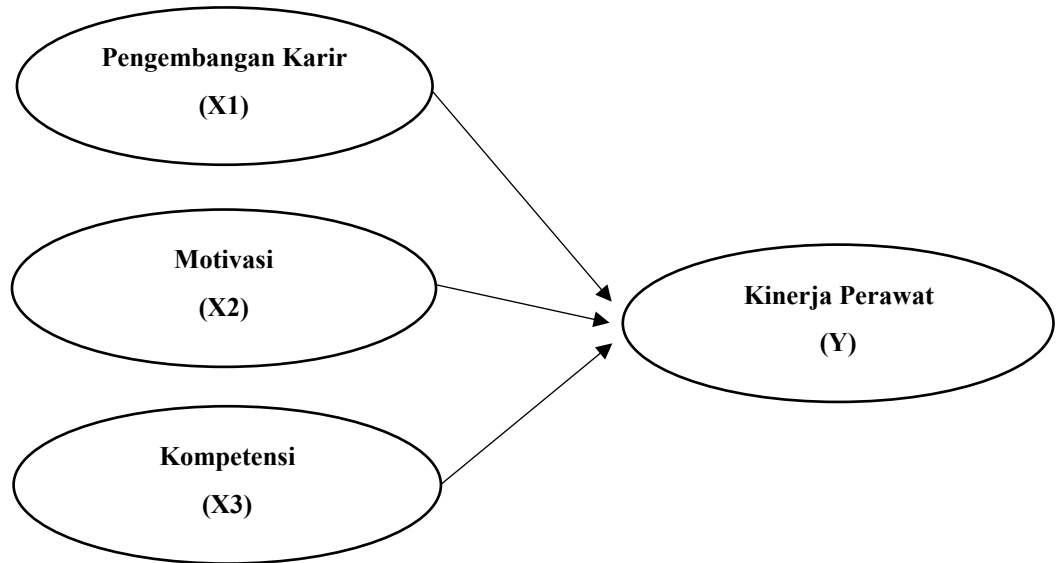 Pengembangan Karir
(X1)
Motivasi
(X2)
Kinerja Perawat
(Y)
Kompetensi
(X3)